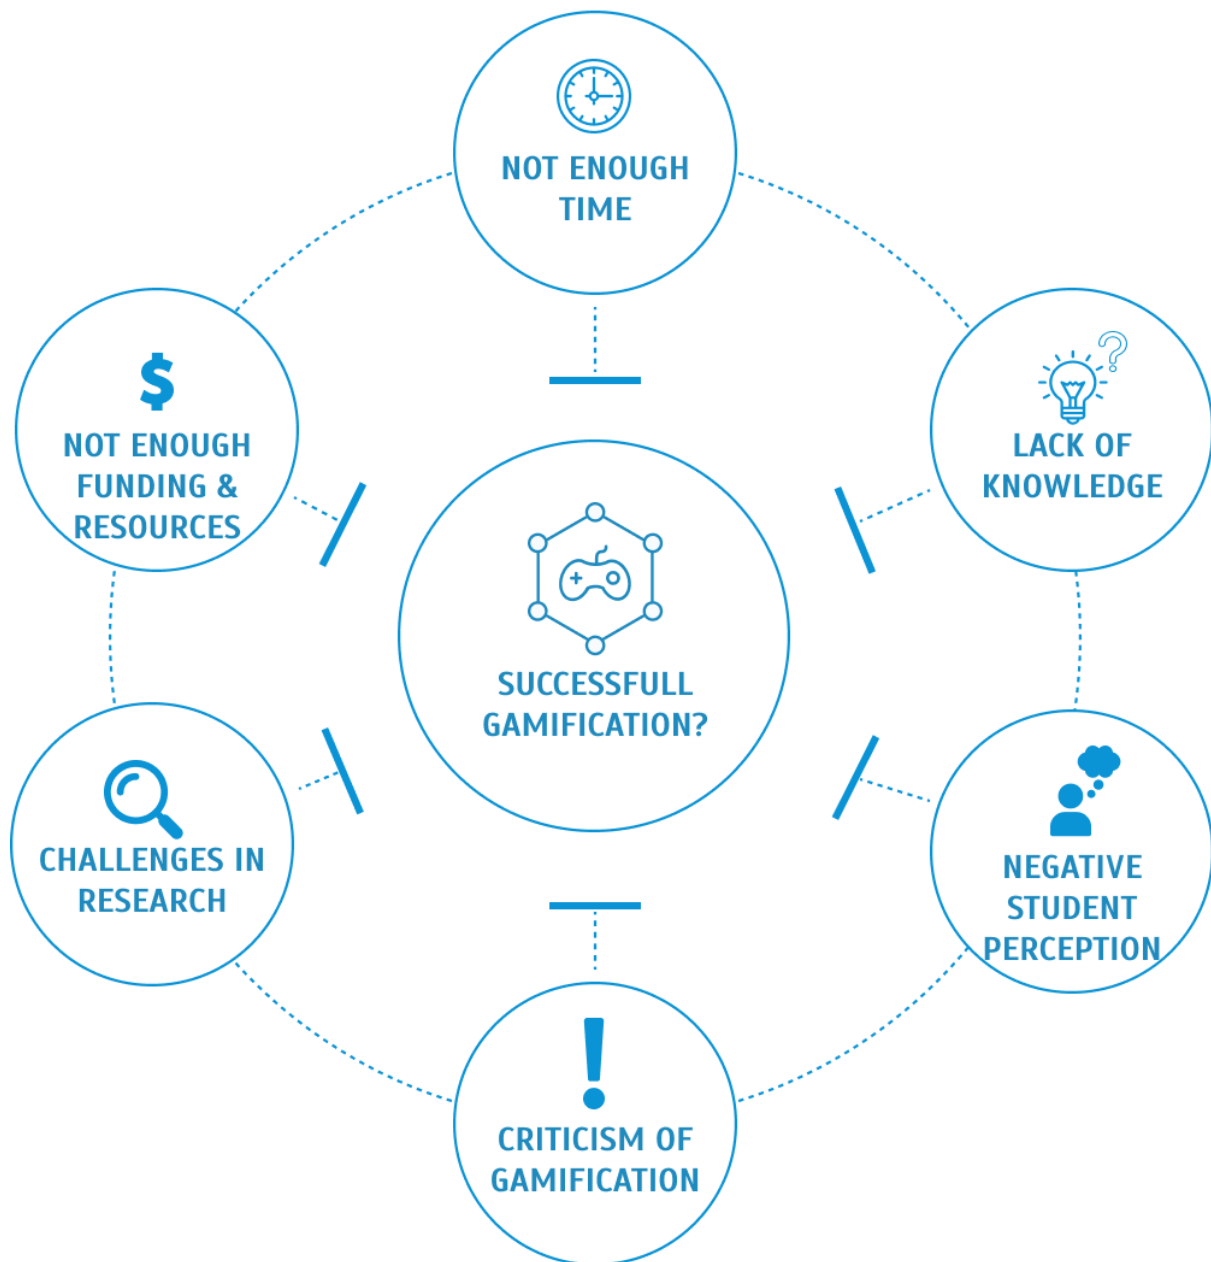 NOT ENOUGH
TIME
LACK OF
KNOWLEDGE
NEGATIVE
STUDENT
PERCEPTION
CRITICISM OF
GAMIFICATION
CHALLENGES IN
RESEARCH
$
NOT ENOUGH
FUNDING &
RESOURCES
SUCCESSFULL
GAMIFICATION?